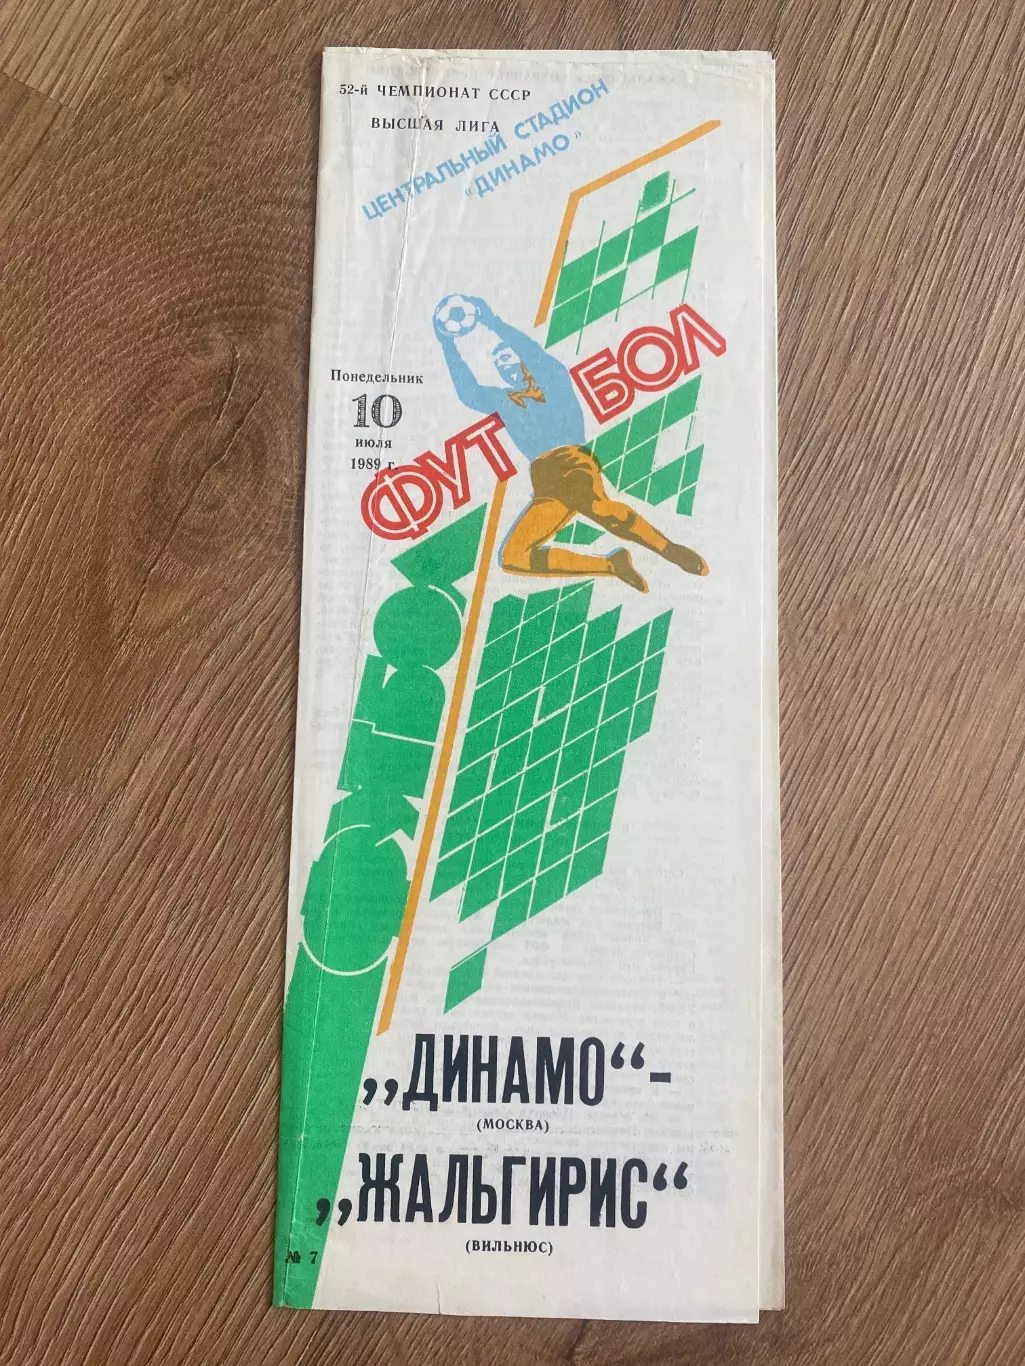 52-й ЧЕМПИОНАТ СССР
ВЫСШАЯ ЛИГА
ЦЕНТРАЛЬНЫЙ СТАДИОН
«ДИНАМО»
Понедельник
10
июля
1989 г.
ФУТ
БОЛ
ФУТБОЛ
„ДИНАМО“-
(МОСКВА)
„ЖАЛЬГИРИС“
(ВИЛЬНЮС)
№ 7